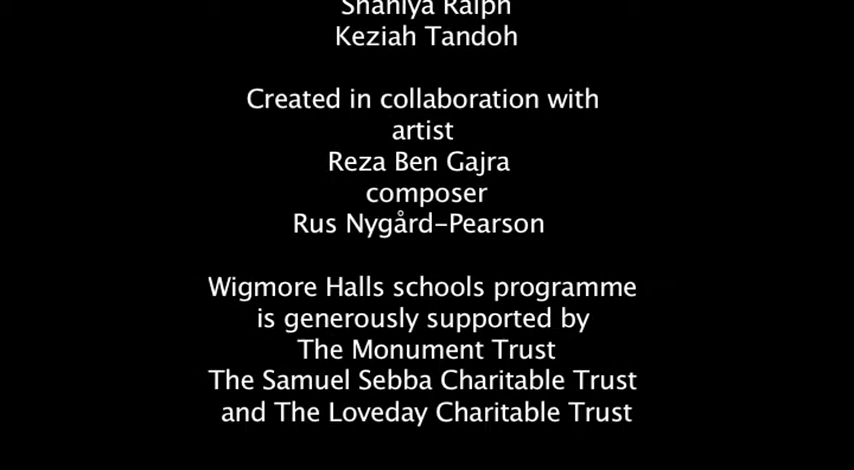 Shaniya Ralph
Keziah Tandoh
Created in collaboration with
artist
Reza Ben Gajra
composer
Rus Nygård-Pearson
Wigmore Halls schools programme
is generously supported by
The Monument Trust
The Samuel Sebba Charitable Trust
and The Loveday Charitable Trust